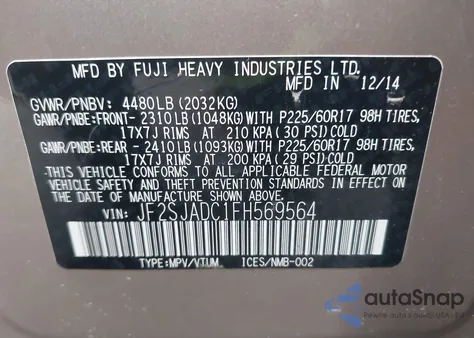 MFD BY FUJI HEAVY INDUSTRIES LTD.
MFD IN 12/14
GVWR/PNBV: 4480LB (2032KG)
GAWR/PNBE:FRONT- 2310LB (1048KG)WITH P225/60R17 98H TIRES,
17X7J RIMS AT 210 KPA (30 PSI)COLD
GAWR/PNBE:REAR - 2410LB (1093KG)WITH P225/60R17 98H TIRES,
17X7J RIMS AT 200 KPA (29 PSI)COLD
THIS VEHICLE CONFORMS TO ALL APPLICABLE FEDERAL MOTOR
VEHICLE SAFETY AND BUMPER STANDARDS IN EFFECT ON THE
DATE OF MANUFACTURE SHOWN ABOVE.
VIN: JF2SJADC1FH569564
TYPE:MPV/VTUM ICES/NMB-002
autoSnap